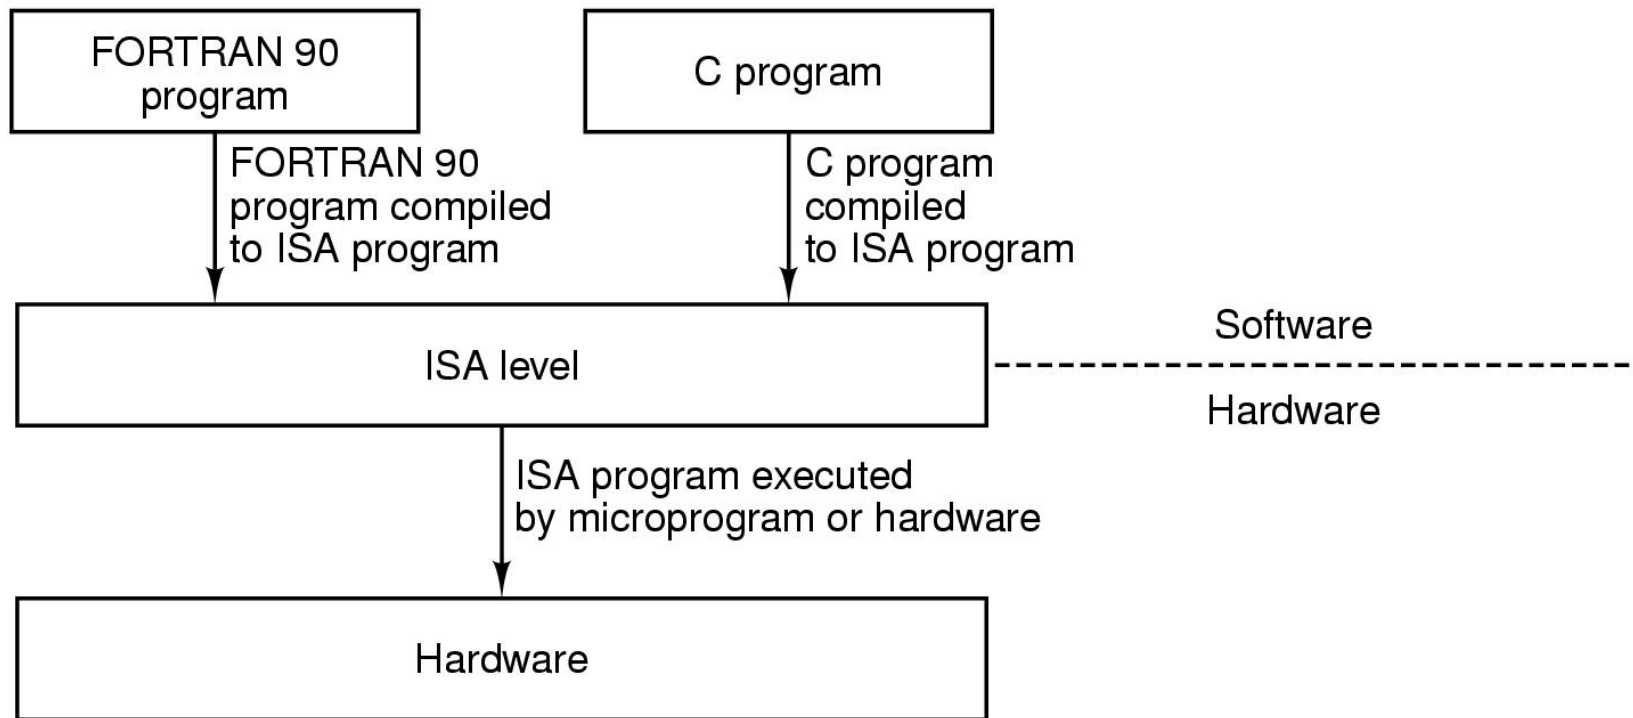 FORTRAN 90
program
C program
FORTRAN 90
program compiled
to ISA program
C program
compiled
to ISA program
ISA level
Software
Hardware
ISA program executed
by microprogram or hardware
Hardware